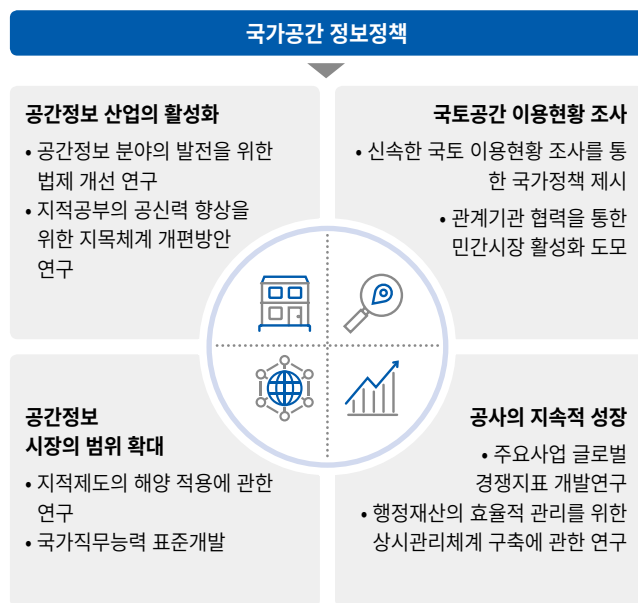 국가공간 정보정책
공간정보 산업의 활성화
• 공간정보 분야의 발전을 위한
법제 개선 연구
• 지적공부의 공신력 향상을
위한 지목체계 개편방안
연구
국토공간 이용현황 조사
• 신속한 국토 이용현황 조사를 통
한 국가정책 제시
• 관계기관 협력을 통한
민간시장 활성화 도모
공간정보
시장의 범위 확대
• 지적제도의 해양 적용에 관한
연구
• 국가직무능력 표준개발
공사의 지속적 성장
• 주요사업 글로벌
경쟁지표 개발연구
• 행정재산의 효율적 관리를 위한
상시관리체계 구축에 관한 연구